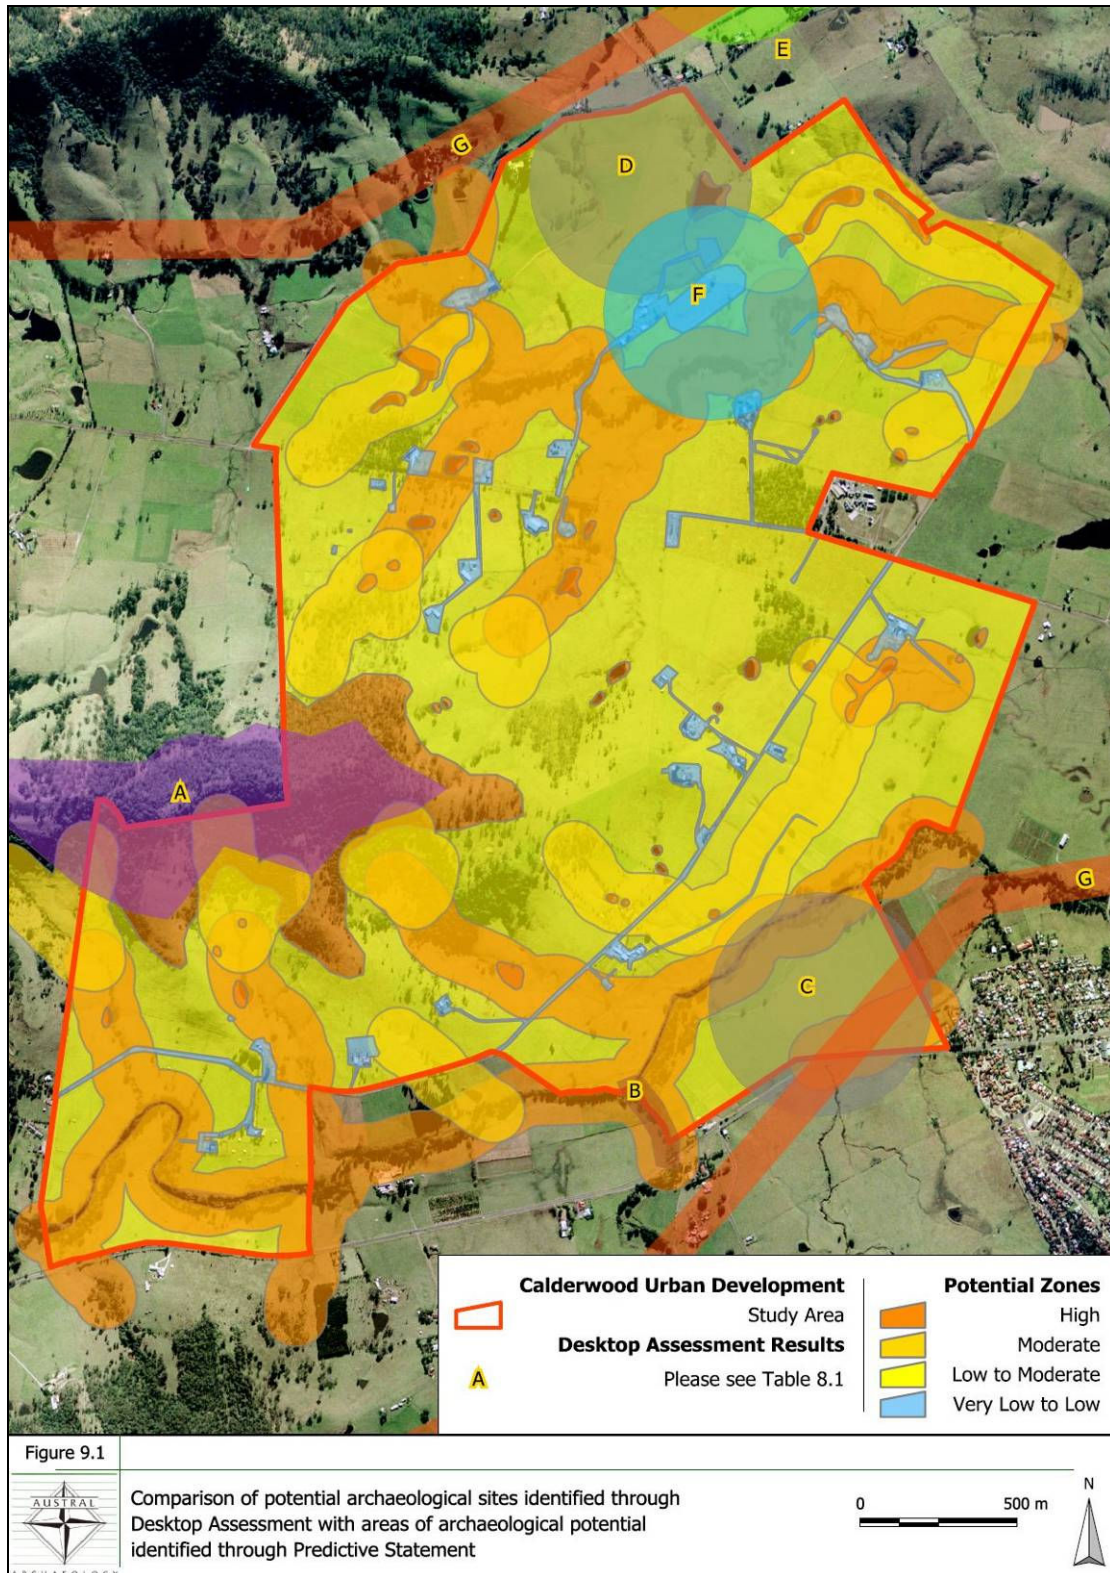 E
G
D
F
A
G
C
B
Calderwood Urban Development
Study Area
Desktop Assessment Results
A
Please see Table 8.1
Potential Zones
High
Moderate
Low to Moderate
Very Low to Low
Figure 9.1
AUSTRAL
ARCHAEOLOGY
Comparison of potential archaeological sites identified through
Desktop Assessment with areas of archaeological potential
identified through Predictive Statement
0 500 m
N